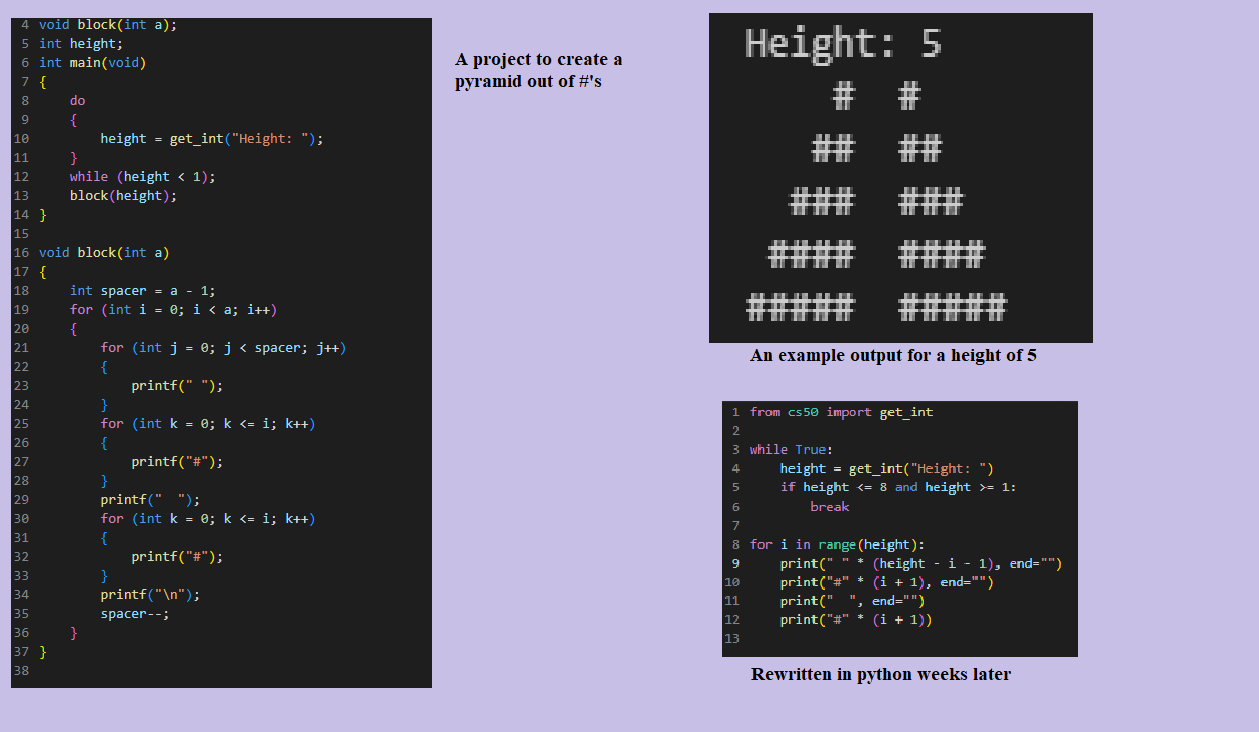 4 void block(int a);
5 int height;
6 int main(void)
7 {
8     do
9     {
10         height = get_int("Height: ");
11     }
12     while (height < 1);
13     block(height);
14 }
15
16 void block(int a)
17 {
18     int spacer = a - 1;
19     for (int i = 0; i < a; i++)
20     {
21         for (int j = 0; j < spacer; j++)
22         {
23             printf(" ");
24         }
25         for (int k = 0; k <= i; k++)
26         {
27             printf("#");
28         }
29         printf("  ");
30         for (int k = 0; k <= i; k++)
31         {
32             printf("#");
33         }
34         printf("\n");
35         spacer--;
36     }
37 }
38
A project to create a
pyramid out of #'s
Height: 5
    #  #
   ##  ##
  ###  ###
 ####  ####
#####  #####
An example output for a height of 5
1 from cs50 import get_int
2
3 while True:
4     height = get_int("Height: ")
5     if height <= 8 and height >= 1:
6         break
7
8 for i in range(height):
9     print(" " * (height - i - 1), end="")
10     print("#" * (i + 1), end="")
11     print("  ", end="")
12     print("#" * (i + 1))
13
Rewritten in python weeks later